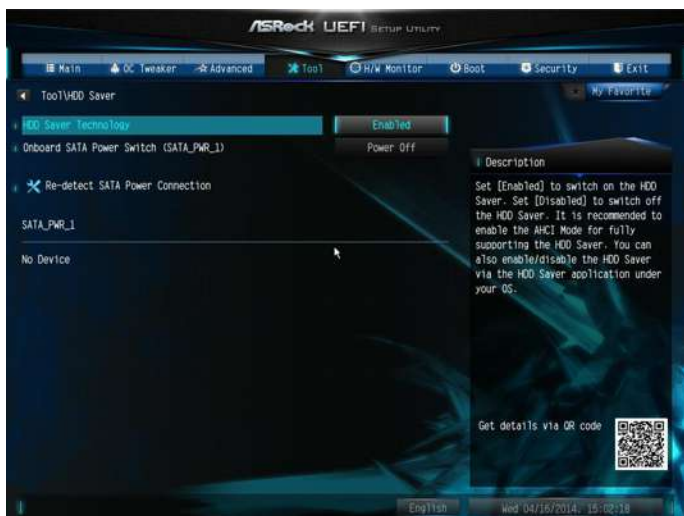 ASRock UEFI SETUP UTILITY
Main OC Tweaker Advanced Tool H/W Monitor Boot Security Exit
Tool\HDD Saver
My Favorite
HDD Saver Technology Enabled
Onboard SATA Power Switch (SATA_PWR_1) Power Off
Re-detect SATA Power Connection
SATA_PWR_1
No Device
Description
Set [Enabled] to switch on the HDD
Saver. Set [Disabled] to switch off
the HDD Saver. It is recommended to
enable the AHCI Mode for fully
supporting the HDD Saver. You can
also enable/disable the HDD Saver
via the HDD Saver application under
your OS.
Get details via QR code
English
Wed 04/16/2014. 15:02:18